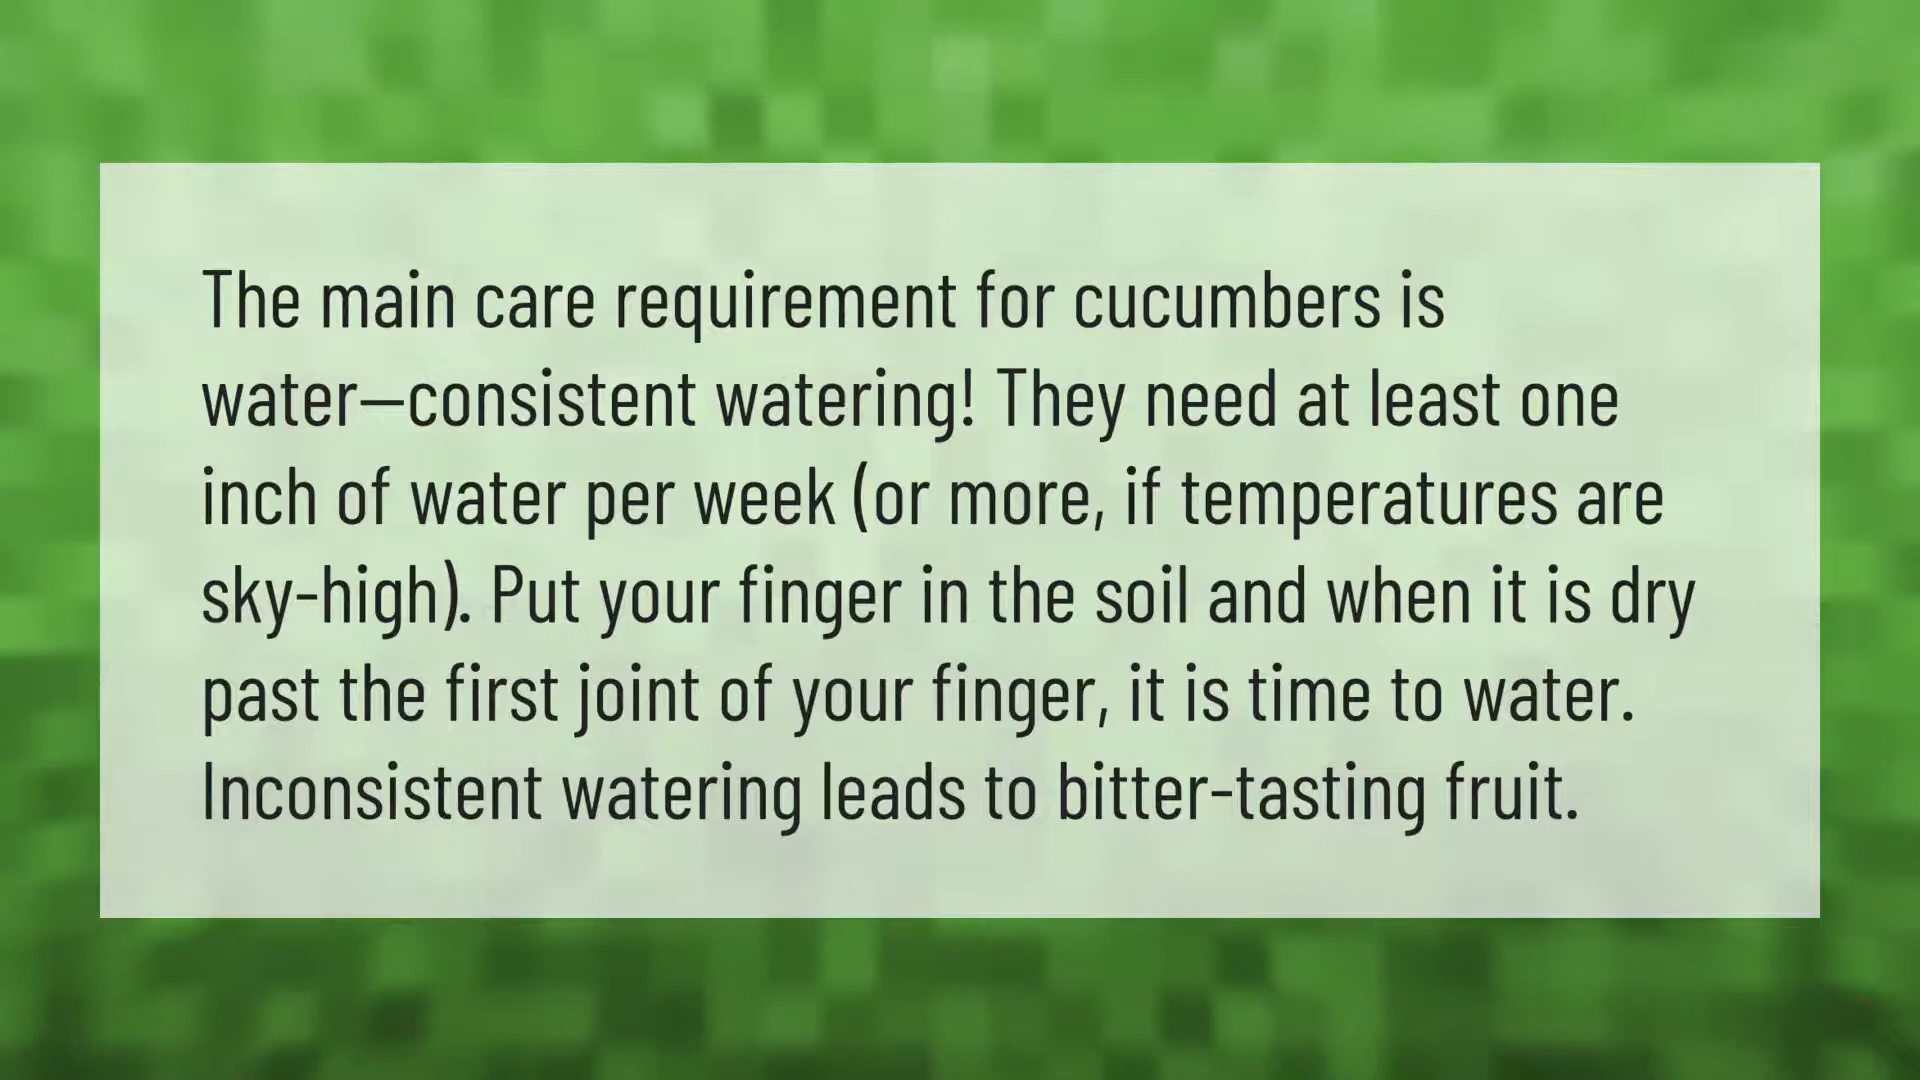 The main care requirement for cucumbers is
water—consistent watering! They need at least one
inch of water per week (or more, if temperatures are
sky-high). Put your finger in the soil and when it is dry
past the first joint of your finger, it is time to water.
Inconsistent watering leads to bitter-tasting fruit.